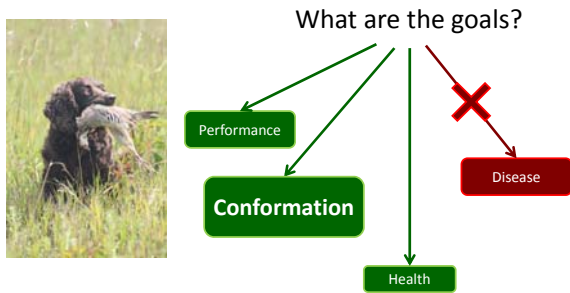 What are the goals?
Performance
Conformation
Disease
Health